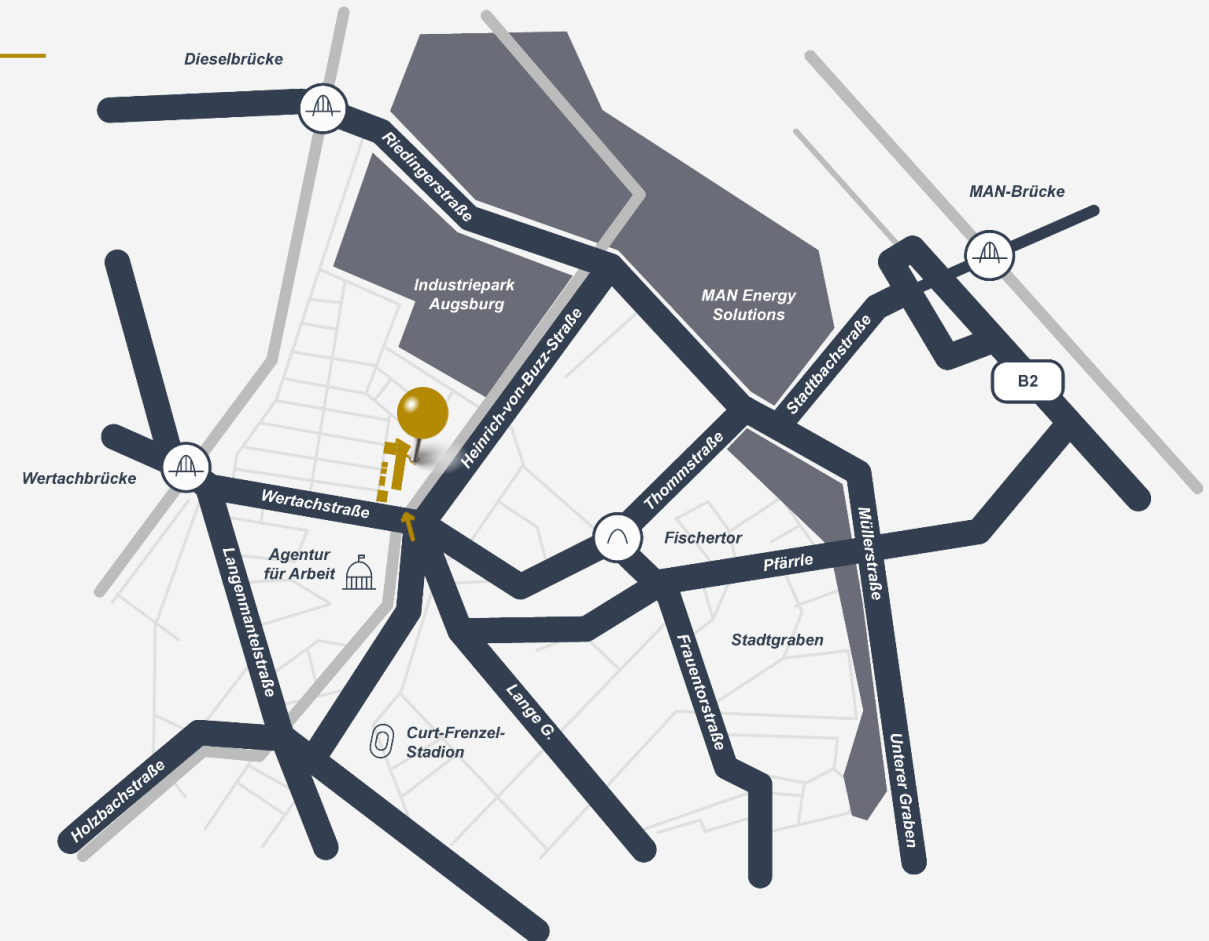 Dieselbrücke
Riedingerstraße
MAN-Brücke
Industriepark
Augsburg
MAN Energy
Solutions
Stadtbachstraße
B2
Heinrich-von-Buzz-Straße
Thommstraße
Wertachbrücke
Wertachstraße
Fischertor
Müllerstraße
Pfärrle
Agentur
für Arbeit
Langenmantelstraße
Stadtgraben
Frauentorstraße
Lange G.
Curt-Frenzel-
Stadion
Unterer Graben
Holzbachstraße